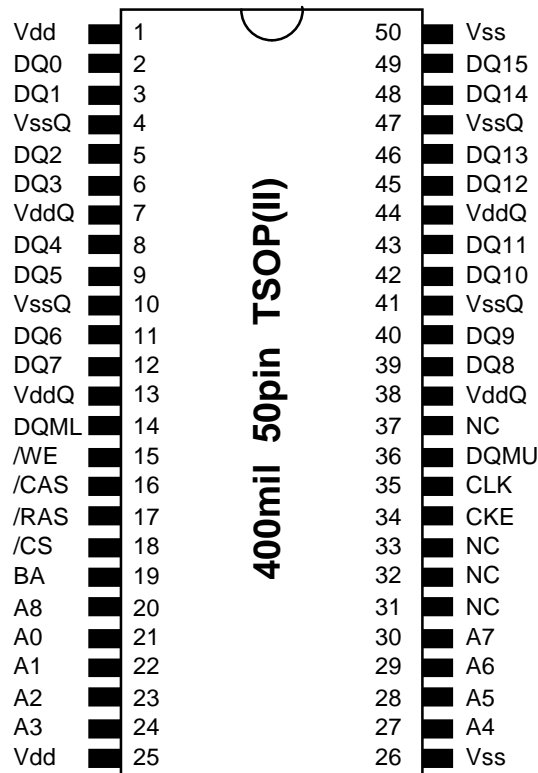 Vdd 1 50 Vss
DQ0 2 49 DQ15
DQ1 3 48 DQ14
VssQ 4 47 VssQ
DQ2 5 46 DQ13
DQ3 6 45 DQ12
VddQ 7 44 VddQ
DQ4 8 43 DQ11
DQ5 9 42 DQ10
VssQ 10 41 VssQ
DQ6 11 40 DQ9
DQ7 12 39 DQ8
VddQ 13 38 VddQ
DQML 14 37 NC
/WE 15 36 DQMU
/CAS 16 35 CLK
/RAS 17 34 CKE
/CS 18 33 NC
BA 19 32 NC
A8 20 31 NC
A0 21 30 A7
A1 22 29 A6
A2 23 28 A5
A3 24 27 A4
Vdd 25 26 Vss
400mil 50pin TSOP(II)